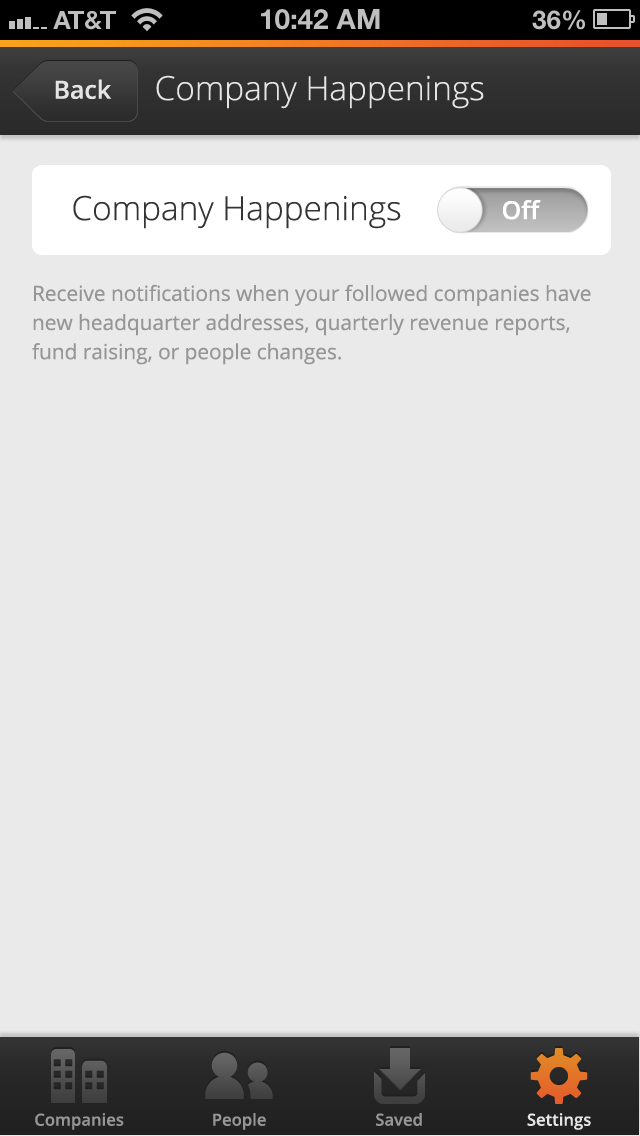 AT&T 10:42 AM 36%
Back Company Happenings
Company Happenings Off
Receive notifications when your followed companies have
new headquarter addresses, quarterly revenue reports,
fund raising, or people changes.
Companies People Saved Settings